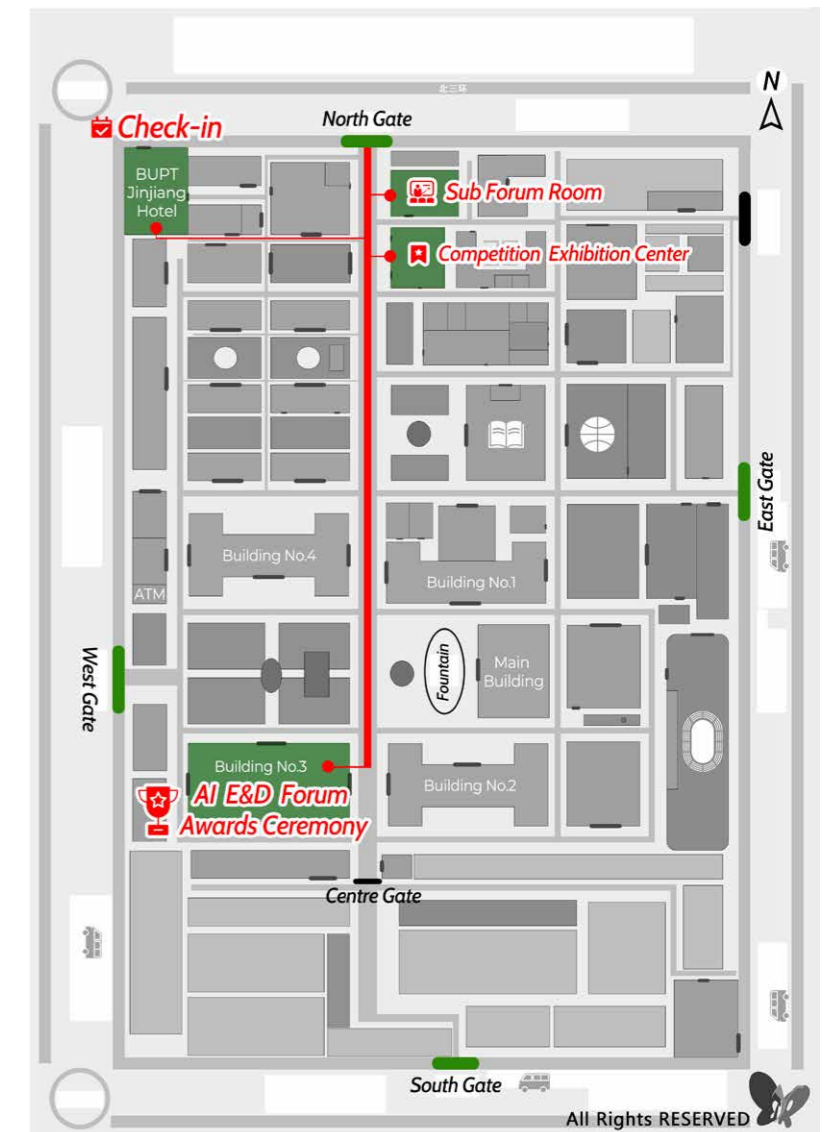 北三环
N
Check-in
North Gate
BUPT
Jinjiang
Hotel
Sub Forum Room
Competition Exhibition Center
East Gate
Building No.4
Building No.1
ATM
West Gate
Fountain
Main
Building
Building No.3
AI E&D Forum
Awards Ceremony
Building No.2
Centre Gate
South Gate
All Rights RESERVED